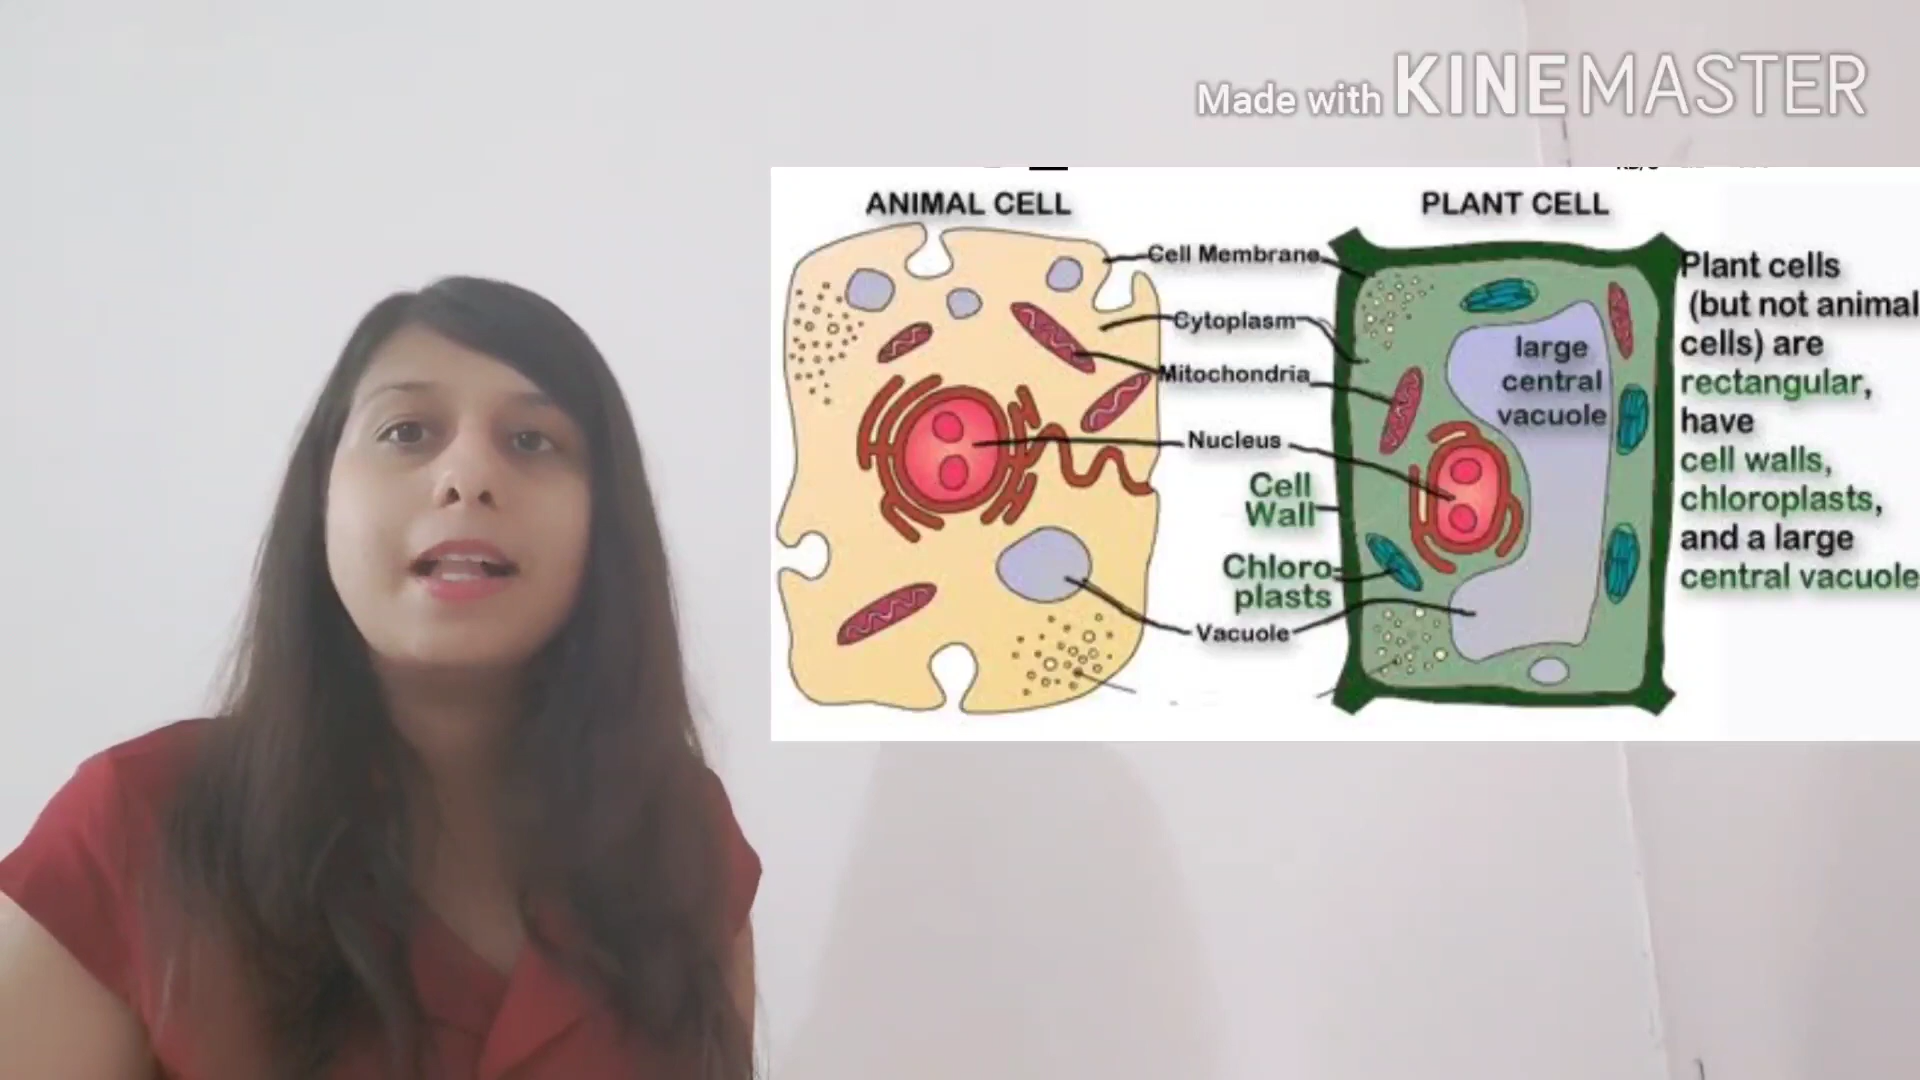 Made with KINEMASTER
ANIMAL CELL
PLANT CELL
Cell Membrane
Cytoplasm
Mitochondria
Nucleus
Cell
Wall
Chloro
plasts
Vacuole
large
central
vacuole
Plant cells
(but not animal
cells) are
rectangular,
have
cell walls,
chloroplasts,
and a large
central vacuole